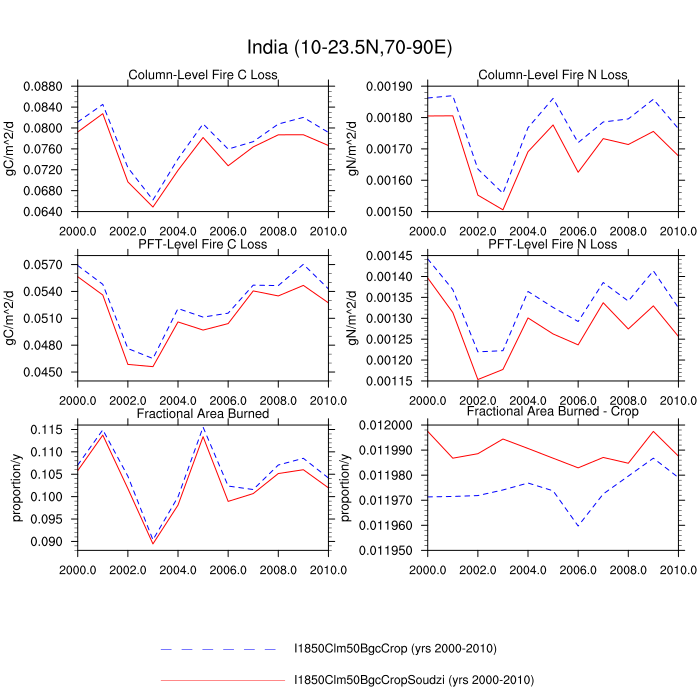 India (10-23.5N,70-90E)
Column-Level Fire C Loss
gC/m^2/d
0.0880
0.0840
0.0800
0.0760
0.0720
0.0680
0.0640
2000.0 2002.0 2004.0 2006.0 2008.0 2010.0
Column-Level Fire N Loss
gN/m^2/d
0.00190
0.00180
0.00170
0.00160
0.00150
2000.0 2002.0 2004.0 2006.0 2008.0 2010.0
PFT-Level Fire C Loss
gC/m^2/d
0.0570
0.0540
0.0510
0.0480
0.0450
2000.0 2002.0 2004.0 2006.0 2008.0 2010.0
PFT-Level Fire N Loss
gN/m^2/d
0.00145
0.00140
0.00135
0.00130
0.00125
0.00120
0.00115
2000.0 2002.0 2004.0 2006.0 2008.0 2010.0
Fractional Area Burned
proportion/y
0.115
0.110
0.105
0.100
0.095
0.090
2000.0 2002.0 2004.0 2006.0 2008.0 2010.0
Fractional Area Burned - Crop
proportion/y
0.012000
0.011990
0.011980
0.011970
0.011960
0.011950
2000.0 2002.0 2004.0 2006.0 2008.0 2010.0
I1850Clm50BgcCrop (yrs 2000-2010)
I1850Clm50BgcCropSoudzi (yrs 2000-2010)